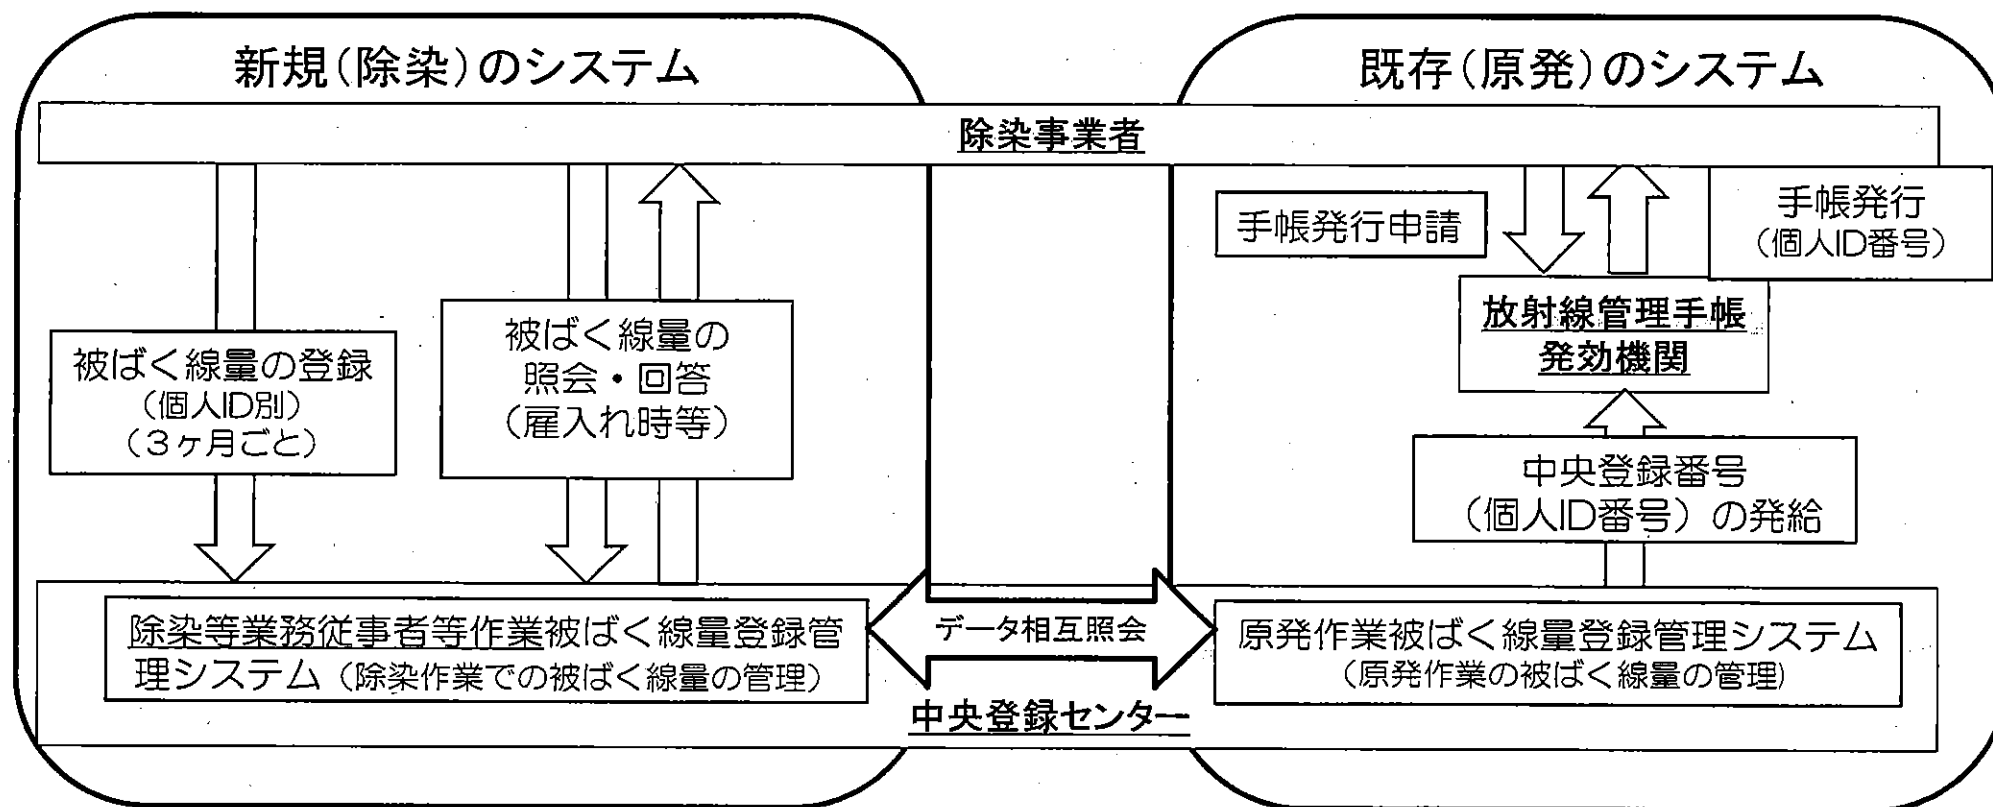 新規(除染)のシステム
既存(原発)のシステム
除染事業者
手帳発行申請
手帳発行
(個人ID番号)
放射線管理手帳
発効機関
被ばく線量の登録
(個人ID別)
(3ヶ月ごと)
被ばく線量の
照会・回答
(雇入れ時等)
中央登録番号
(個人ID番号)の発給
除染等業務従事者等作業被ばく線量登録管
理システム(除染作業での被ばく線量の管理)
データ相互照会
原発作業被ばく線量登録管理システム
(原発作業の被ばく線量の管理)
中央登録センター